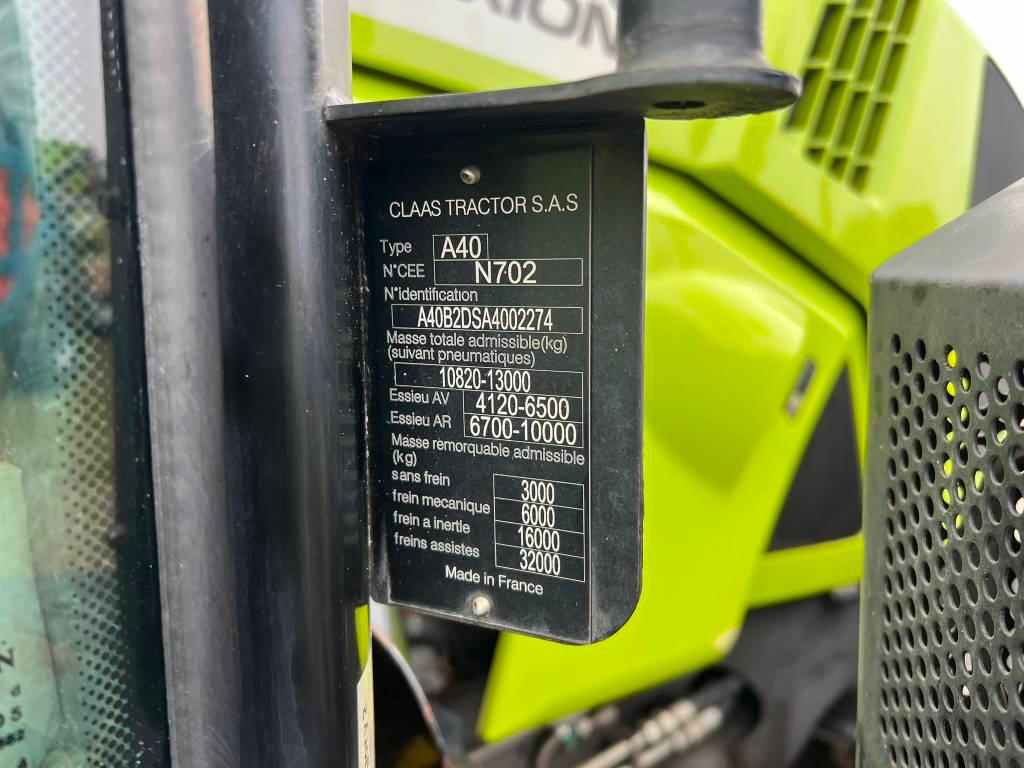 XION
CLAAS TRACTOR S.A.S
Type A40
N°CEE N702
N°identification
A40B2DSA4002274
Masse totale admissible(kg)
(suivant pneumatiques)
10820-13000
Essieu AV 4120-6500
Essieu AR 6700-10000
Masse remorquable admissible
(kg)
sans frein 3000
frein mecanique 6000
frein a inertie 16000
freins assistes 32000
Made in France